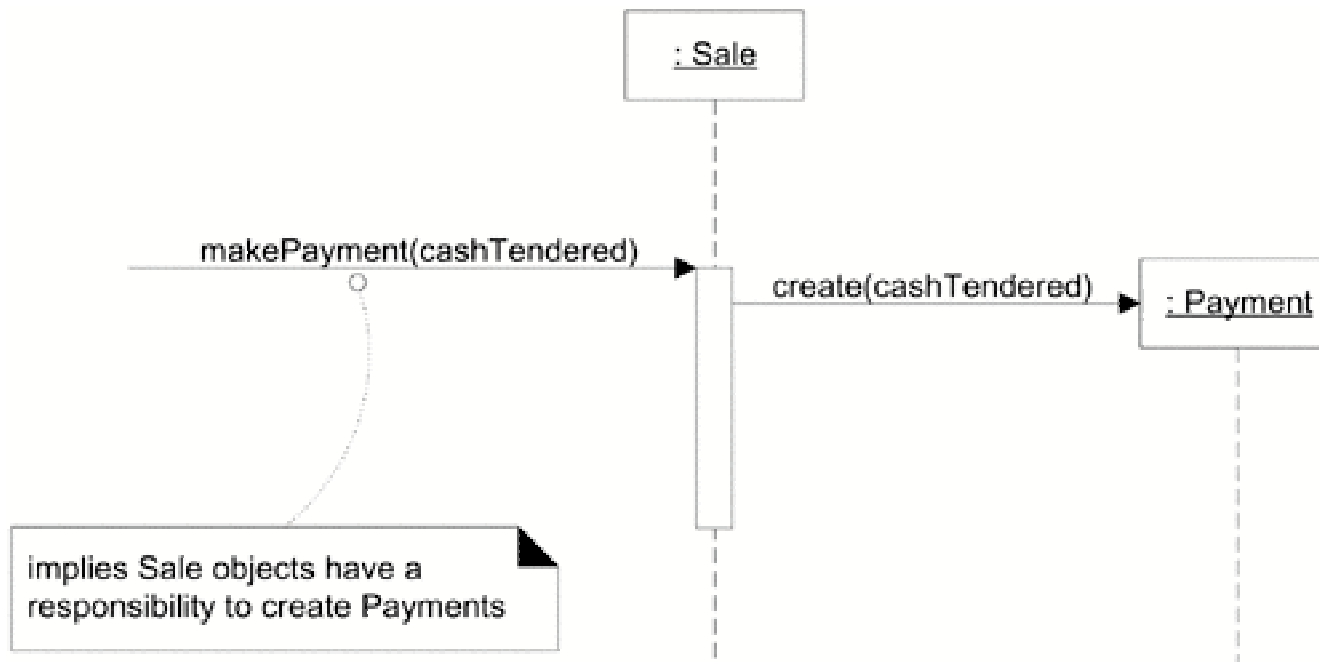 : Sale
makePayment(cashTendered)
create(cashTendered)
: Payment
implies Sale objects have a
responsibility to create Payments